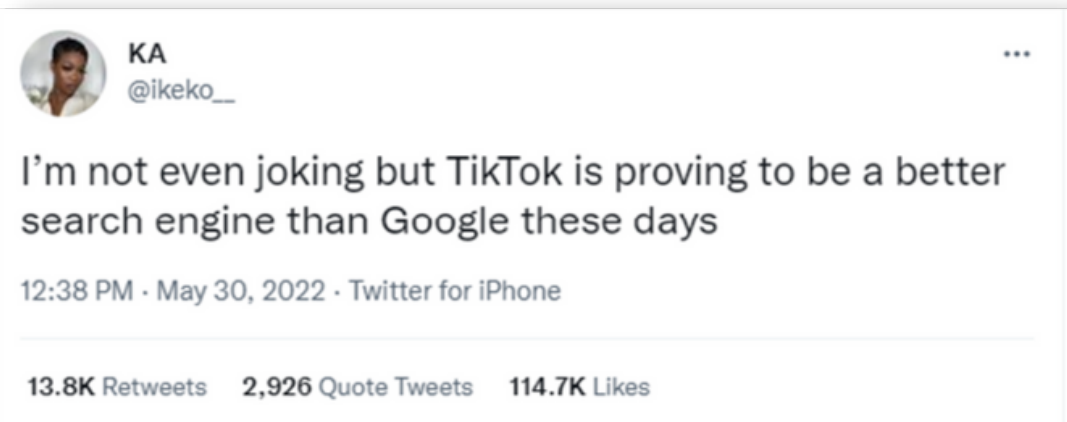 KA
@ikeko__
I’m not even joking but TikTok is proving to be a better
search engine than Google these days
12:38 PM · May 30, 2022 · Twitter for iPhone
13.8K Retweets 2,926 Quote Tweets 114.7K Likes